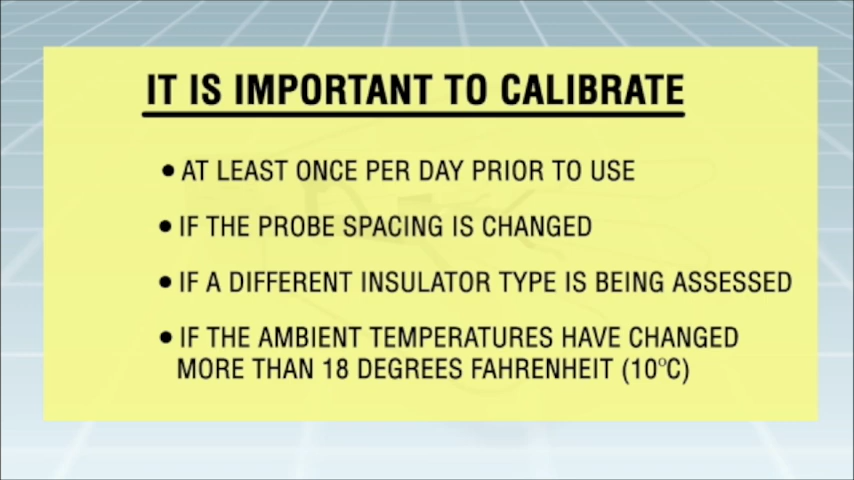 IT IS IMPORTANT TO CALIBRATE
• AT LEAST ONCE PER DAY PRIOR TO USE
• IF THE PROBE SPACING IS CHANGED
• IF A DIFFERENT INSULATOR TYPE IS BEING ASSESSED
• IF THE AMBIENT TEMPERATURES HAVE CHANGED
MORE THAN 18 DEGREES FAHRENHEIT (10°C)